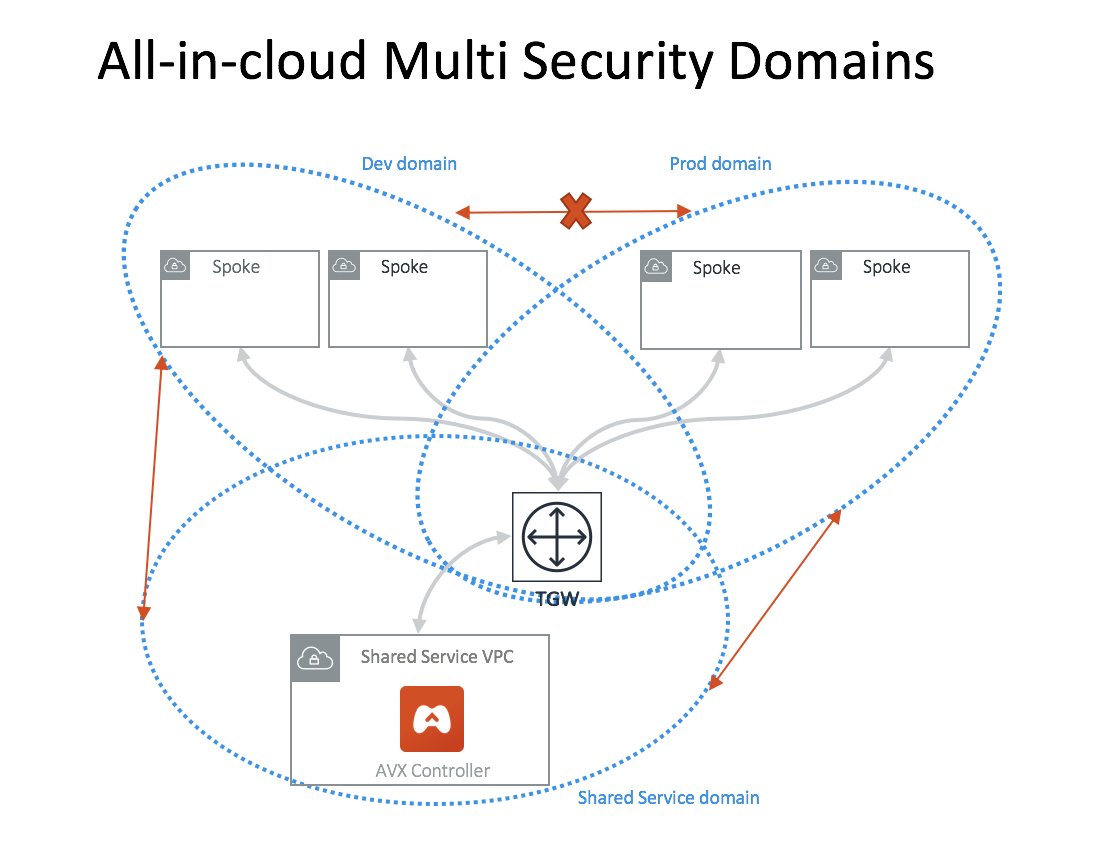 All-in-cloud Multi Security Domains
Dev domain
Prod domain
Spoke
Spoke
Spoke
Spoke
TGW
Shared Service VPC
AVX Controller
Shared Service domain